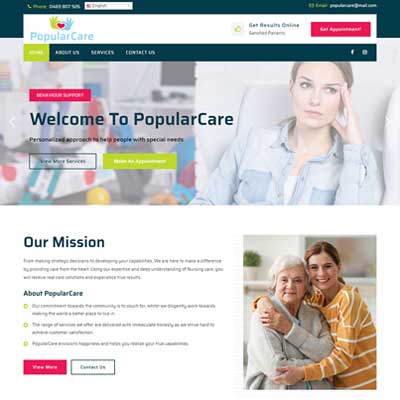 Phone: 0469 807 505
English
Email: popularcare@mail.com
PopularCare
Get Results Online
Satisfied Patients
Get Appointment!
HOME
ABOUT US
SERVICES
CONTACT US
BEHAVIOUR SUPPORT
Welcome To PopularCare
Personalized approach to help people with special needs
View More Services
Make An Appointment
Our Mission
From making strategic decisions to developing your capabilities, We are here to make a difference
by providing care from the heart. Using our expertise and deep understanding of Nursing care, you
will receive real care solutions and experience true results.
About PopularCare
Our commitment towards the community is to vouch for, whilst we diligently work towards
making the world a better place to live in.
The range of services we offer are delivered with immaculate honesty as we strive hard to
achieve customer satisfaction.
PopularCare envisions happiness and helps you realize your true capabilities.
View More
Contact Us